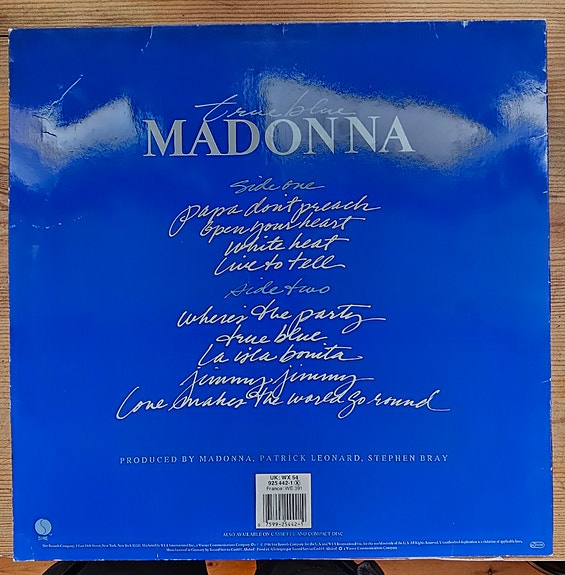 true blue
MADONNA
side one
papa don't preach
open your heart
white heat
live to tell
side two
where's the party
true blue
la isla bonita
jimmy jimmy
love makes the world go round
PRODUCED BY MADONNA, PATRICK LEONARD, STEPHEN BRAY
UK: WX 54
925 442-1
France: WE 391
7599-25442-1
ALSO AVAILABLE ON CASSETTE AND COMPACT DISC
SIRE